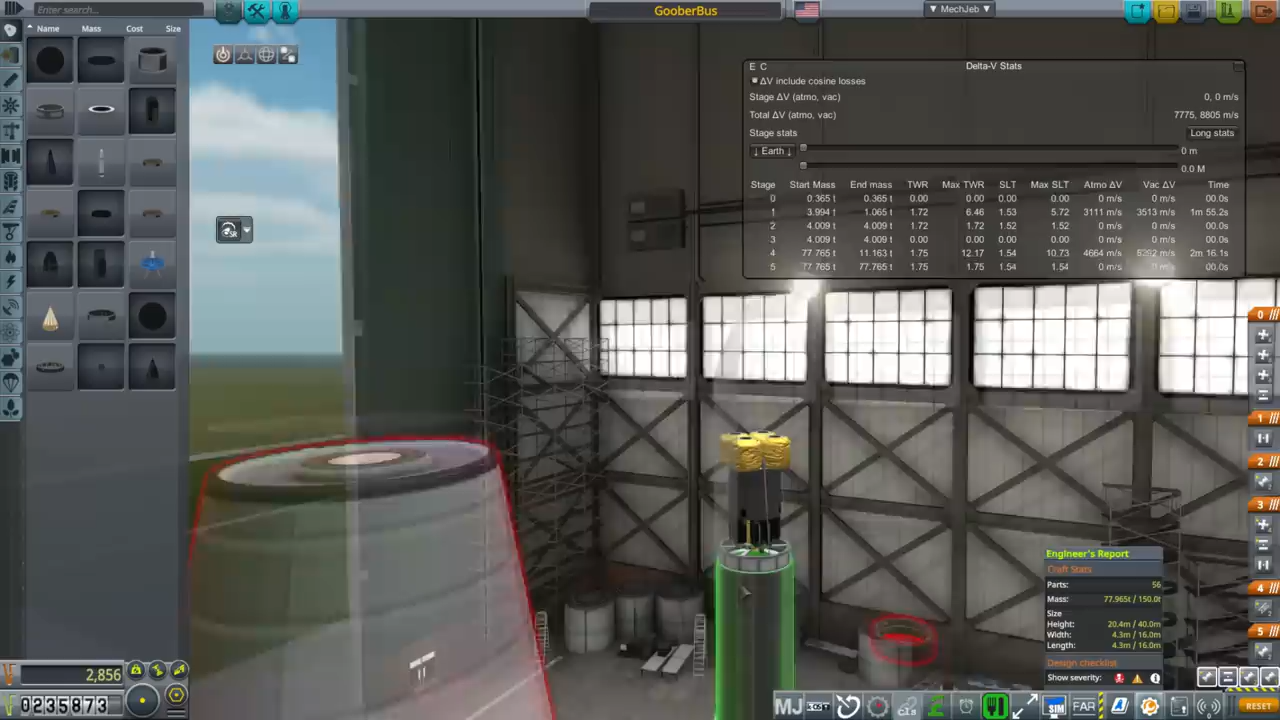 Enter search...
GooberBus
▼ MechJeb ▼
Name Mass Cost Size
E C Delta-V Stats
ΔV include cosine losses
Stage ΔV (atmo, vac) 0, 0 m/s
Total ΔV (atmo, vac) 7775, 8805 m/s
Stage stats Long stats
↓ Earth ↓ 0 m
0.0 M
Stage Start Mass End mass TWR Max TWR SLT Max SLT Atmo ΔV Vac ΔV Time
0 0.365 t 0.365 t 0.00 0.00 0.00 0.00 0 m/s 0 m/s 00.0s
1 3.994 t 1.065 t 1.72 6.46 1.53 5.72 3111 m/s 3513 m/s 1m 55.2s
2 4.009 t 4.009 t 1.72 1.72 1.52 1.52 0 m/s 0 m/s 00.0s
3 4.009 t 4.009 t 0.00 0.00 0.00 0.00 0 m/s 0 m/s 00.0s
4 77.765 t 11.163 t 1.75 12.17 1.54 10.73 4664 m/s 5292 m/s 2m 16.1s
5 77.765 t 77.765 t 1.75 1.75 1.54 1.54 0 m/s 0 m/s 00.0s
SR
0
1
2
3
4
5
Engineer's Report
Craft Stats
Parts: 56
Mass: 77.965t / 150.0t
Size
Height: 20.4m / 40.0m
Width: 4.3m / 16.0m
Length: 4.3m / 16.0m
Design checklist
Show severity:
2,856
0235873
MJ
SIM
FAR
RESET